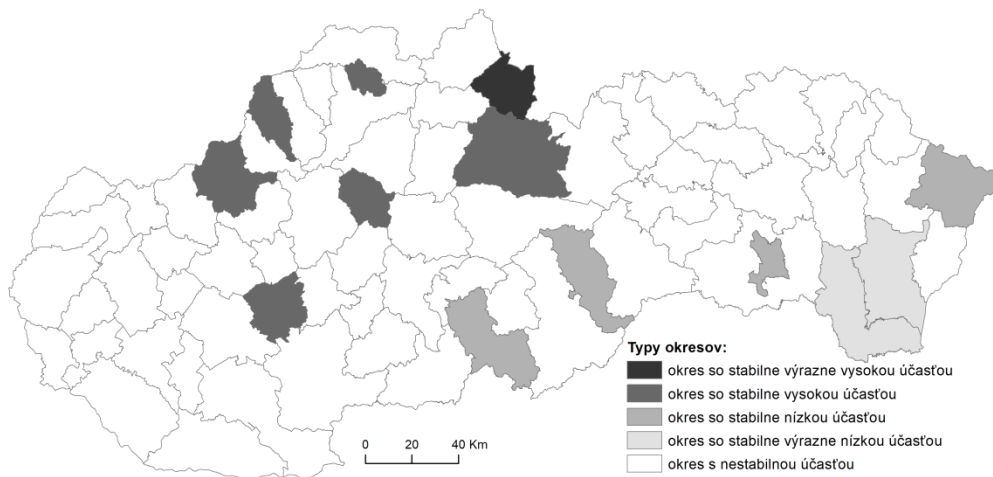 Typy okresov:
okres so stabilne výrazne vysokou účasťou
okres so stabilne vysokou účasťou
okres so stabilne nízkou účasťou
okres so stabilne výrazne nízkou účasťou
okres s nestabilnou účasťou
0 20 40 Km